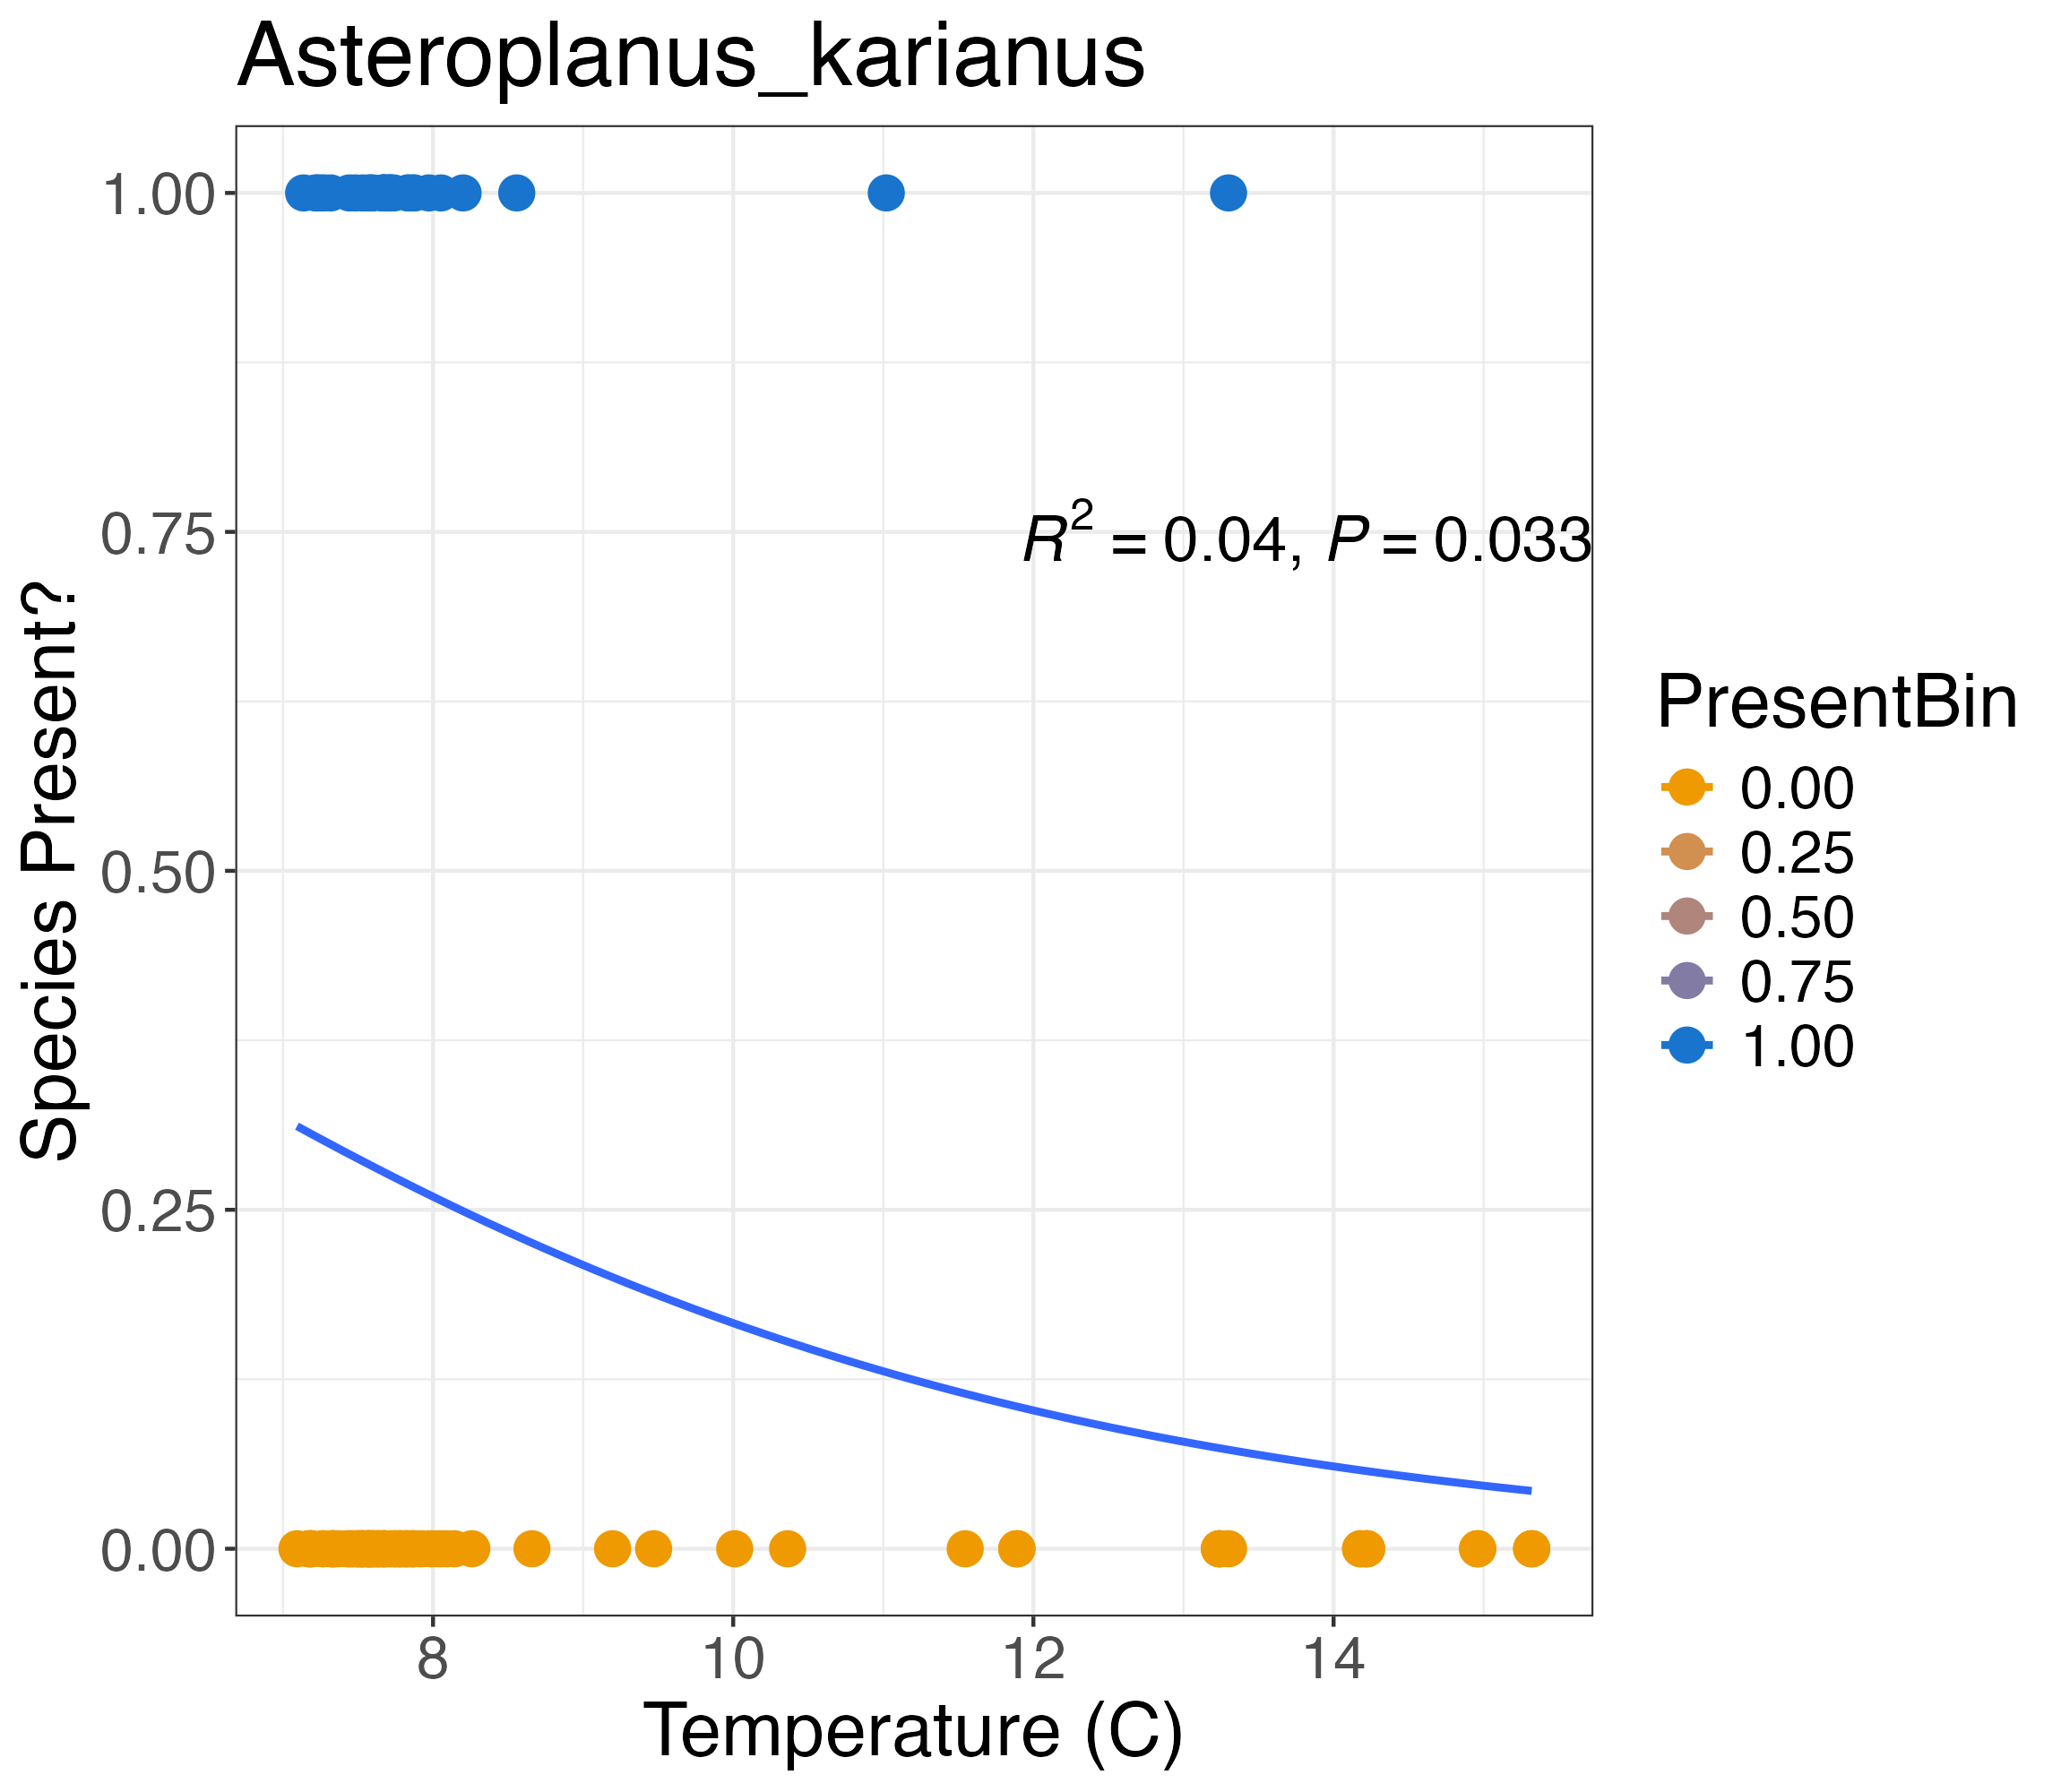 Asteroplanus_karianus
1.00
0.75
0.50
0.25
0.00
Species Present?
R² = 0.04, P = 0.033
8 10 12 14
Temperature (C)
PresentBin
0.00
0.25
0.50
0.75
1.00